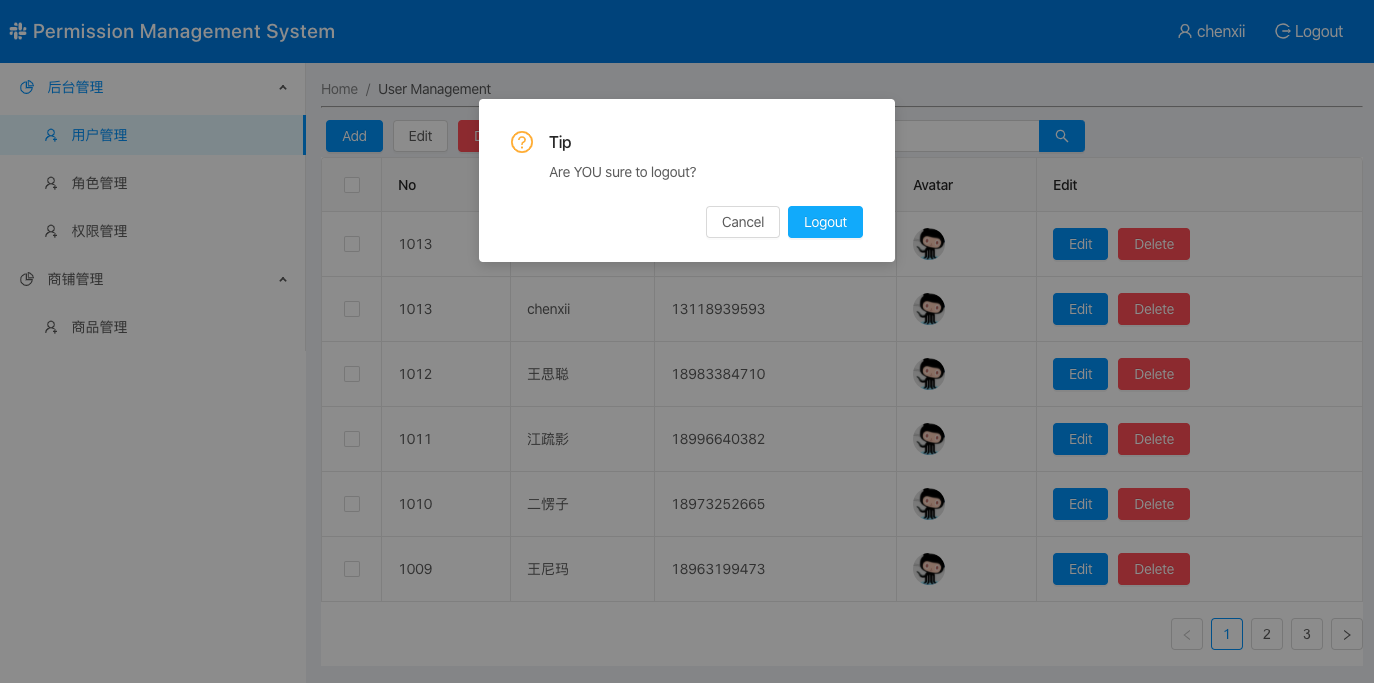 Permission Management System
chenxii Logout
后台管理
用户管理
角色管理
权限管理
商铺管理
商品管理
Home / User Management
Add Edit
Tip
Are YOU sure to logout?
Cancel Logout
No Avatar Edit
1013 Edit Delete
1013 chenxii 13118939593 Edit Delete
1012 王思聪 18983384710 Edit Delete
1011 江疏影 18996640382 Edit Delete
1010 二愣子 18973252665 Edit Delete
1009 王尼玛 18963199473 Edit Delete
1 2 3